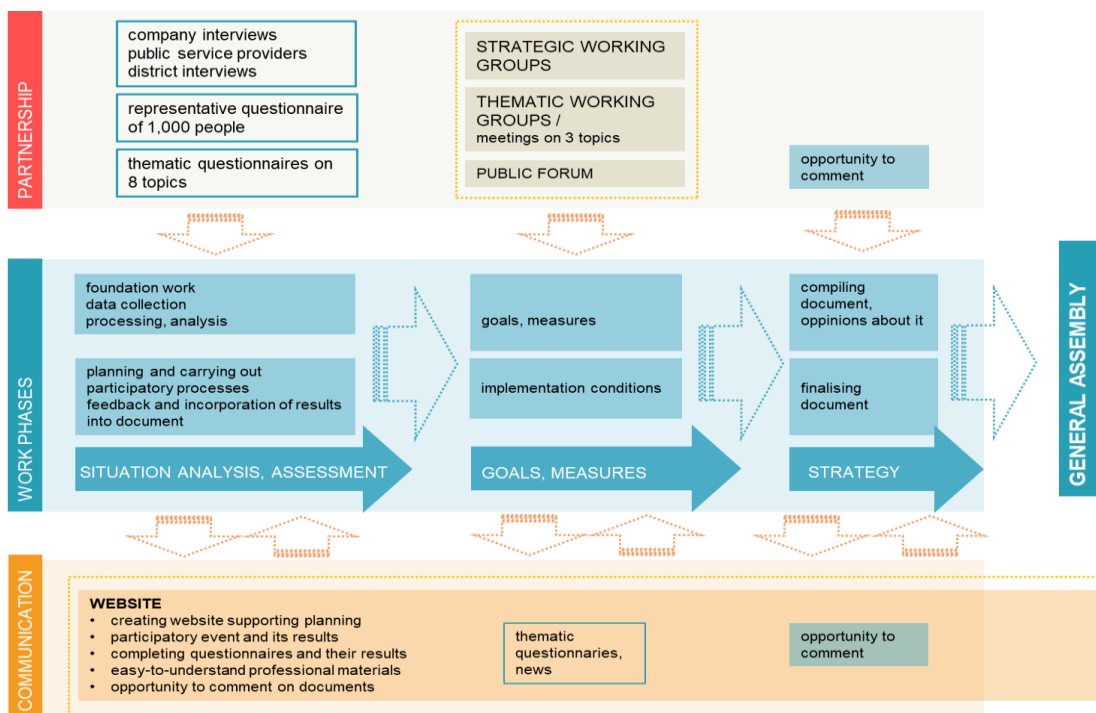 PARTNERSHIP
company interviews
public service providers
district interviews
representative questionnaire
of 1,000 people
thematic questionnaires on
8 topics
STRATEGIC WORKING
GROUPS
THEMATIC WORKING
GROUPS /
meetings on 3 topics
PUBLIC FORUM
opportunity to
comment
WORK PHASES
foundation work
data collection
processing, analysis
planning and carrying out
participatory processes
feedback and incorporation of results
into document
SITUATION ANALYSIS, ASSESSMENT
goals, measures
implementation conditions
GOALS, MEASURES
compiling
document,
oppinions about it
finalising
document
STRATEGY
GENERAL ASSEMBLY
COMMUNICATION
WEBSITE
• creating website supporting planning
• participatory event and its results
• completing questionnaires and their results
• easy-to-understand professional materials
• opportunity to comment on documents
thematic
questionnaries,
news
opportunity to
comment